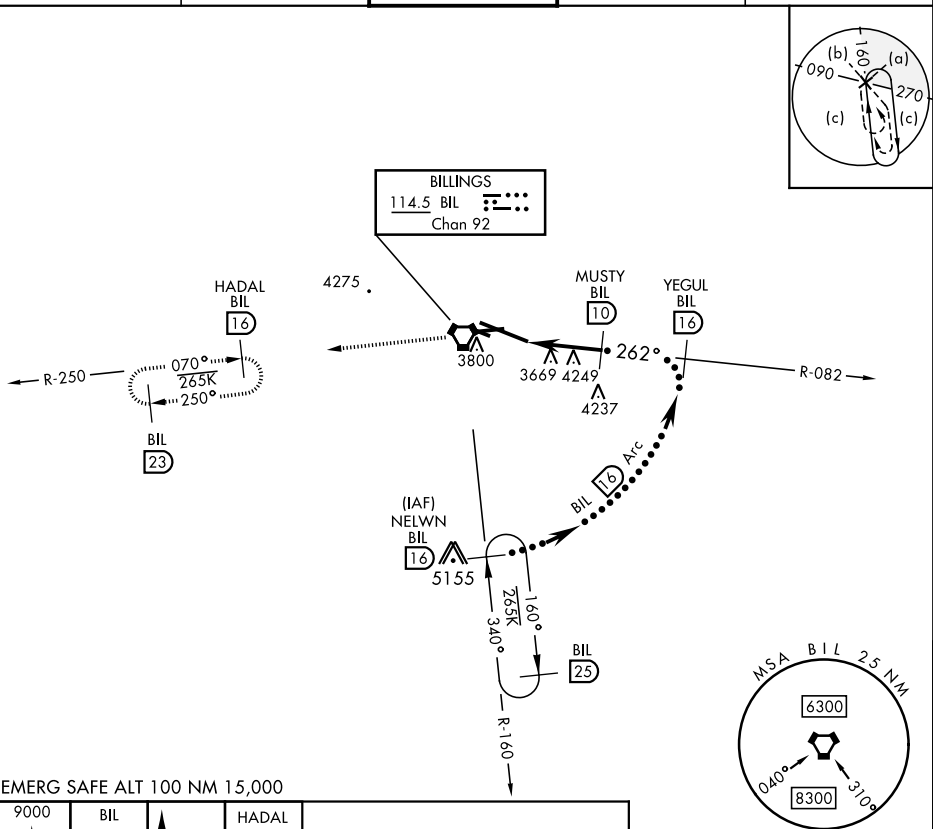 (b)
160
(a)
090
270
(c)
(c)
BILLINGS
114.5 BIL
Chan 92
4275
HADAL
BIL
16
MUSTY
BIL
10
YEGUL
BIL
16
3800
3669
4249
262°
R-082
4237
R-250
070°
265K
250°
BIL
23
BIL 16 Arc
(IAF)
NELWN
BIL
16
5155
340°
265K
160°
BIL
25
R-160
MSA BIL 25 NM
6300
040°
310°
8300
EMERG SAFE ALT 100 NM 15,000
9000
BIL
HADAL